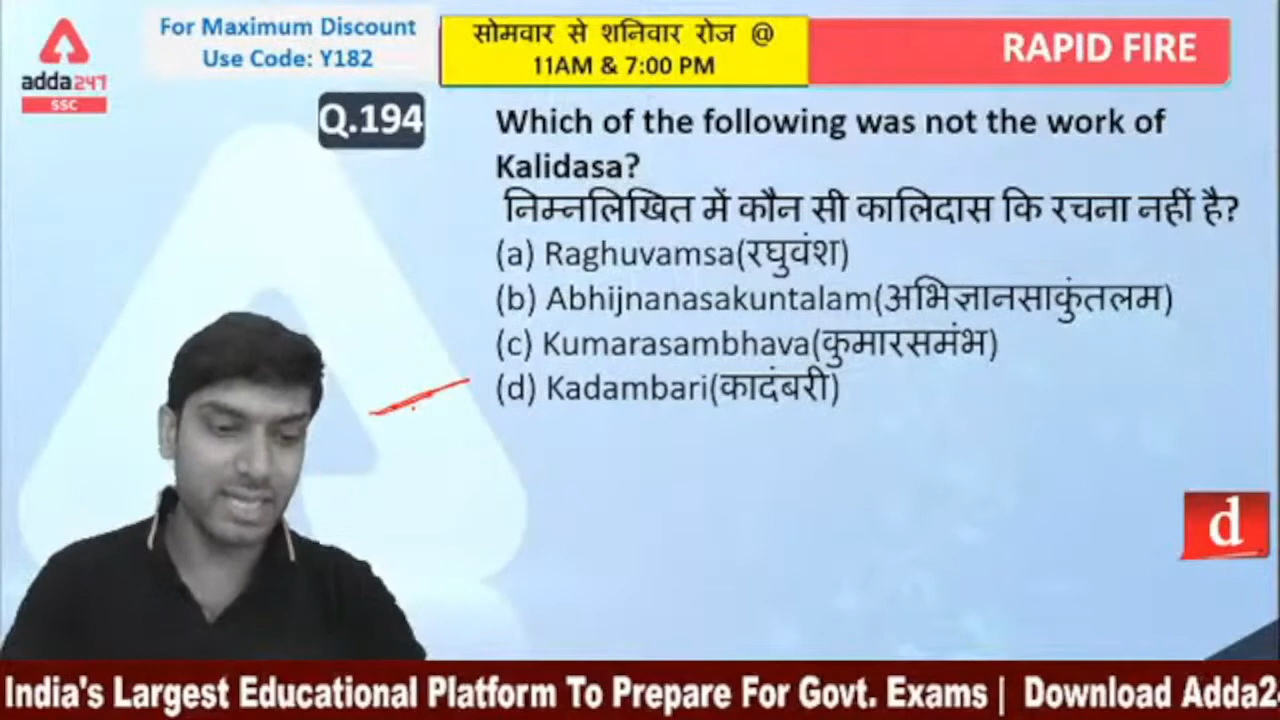 For Maximum Discount
Use Code: Y182
adda247
SSC
सोमवार से शनिवार रोज @
11AM & 7:00 PM
RAPID FIRE
Q.194
Which of the following was not the work of
Kalidasa?
निम्नलिखित में कौन सी कालिदास कि रचना नहीं है?
(a) Raghuvamsa(रघुवंश)
(b) Abhijnanasakuntalam(अभिज्ञानसाकुंतलम)
(c) Kumarasambhava(कुमारसमंभ)
(d) Kadambari(कादंबरी)
d
India's Largest Educational Platform To Prepare For Govt. Exams | Download Adda2